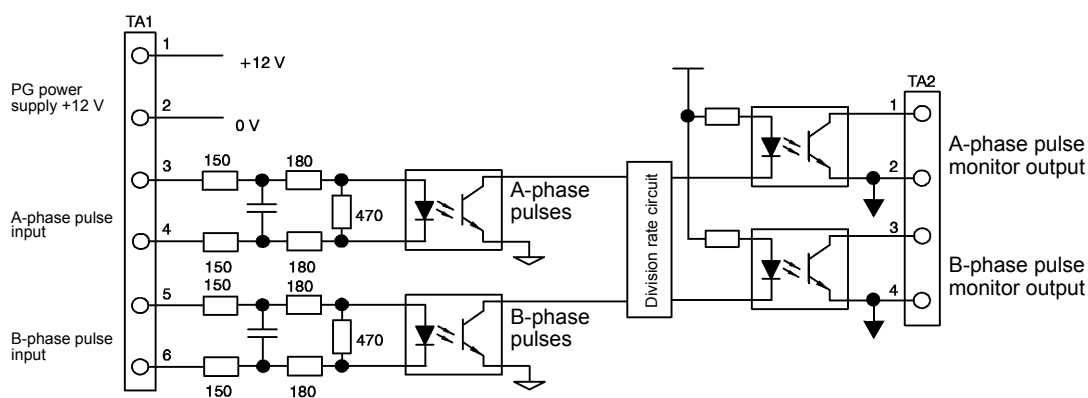 TA1
1
+12 V
PG power
supply +12 V
2
0 V
3
150
180
A-phase pulse
input
470
4
150
180
A-phase
pulses
5
150
180
B-phase pulse
input
470
6
150
180
B-phase
pulses
Division rate circuit
TA2
1
A-phase pulse
monitor output
2
3
B-phase pulse
monitor output
4